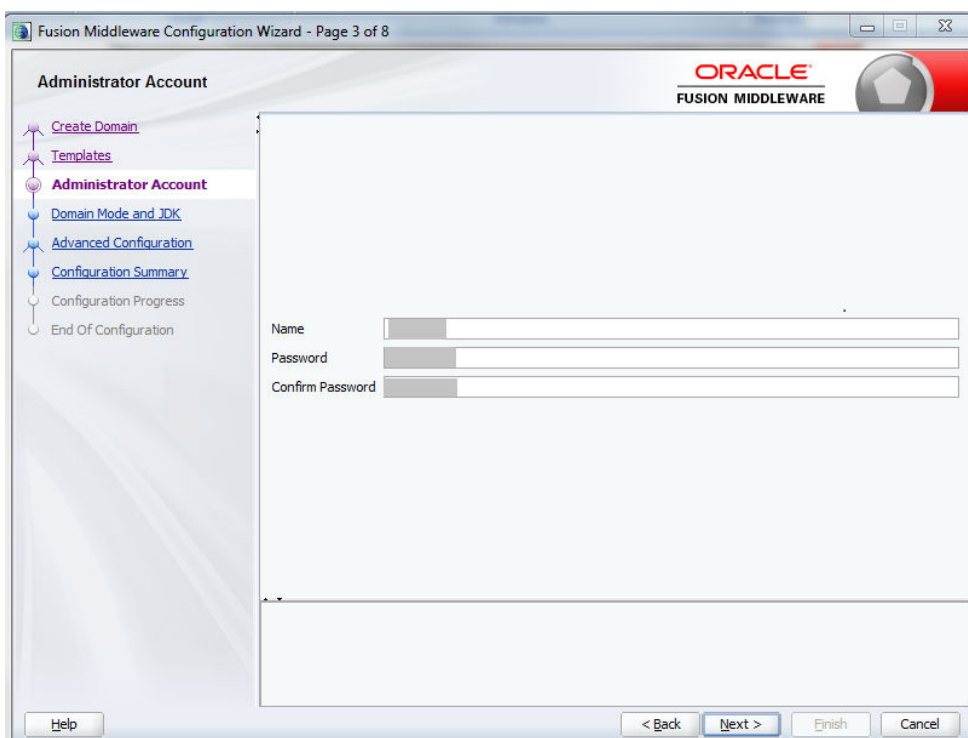 Fusion Middleware Configuration Wizard - Page 3 of 8
Administrator Account
ORACLE
FUSION MIDDLEWARE
Create Domain
Templates
Administrator Account
Domain Mode and JDK
Advanced Configuration
Configuration Summary
Configuration Progress
End Of Configuration
Name
Password
Confirm Password
Help
< Back
Next >
Finish
Cancel